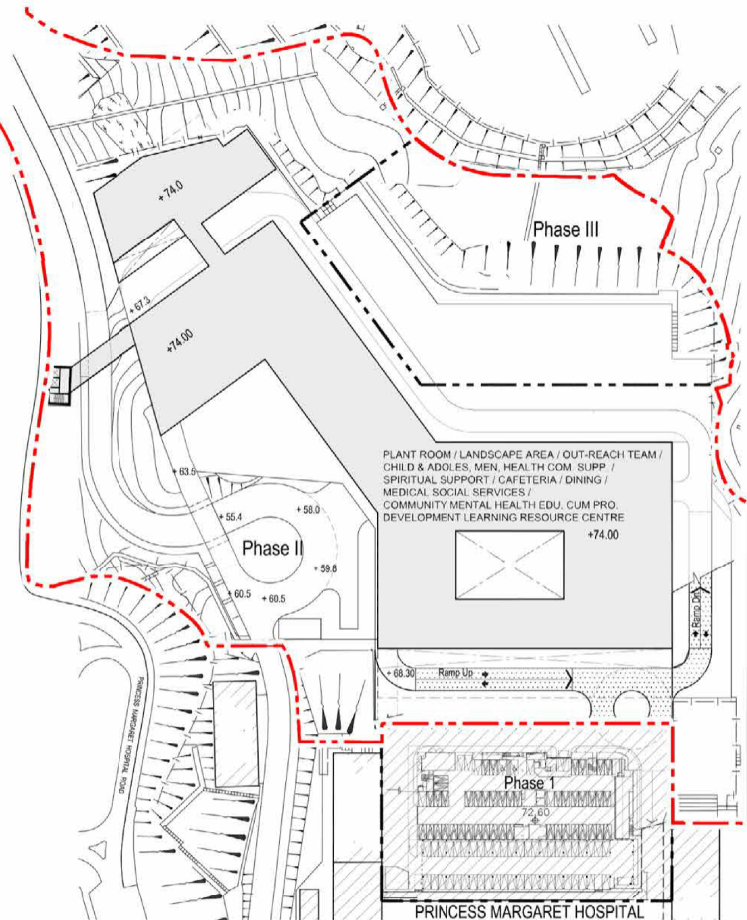 +74.0
Phase III
+67.3
+74.00
PLANT ROOM / LANDSCAPE AREA / OUT-REACH TEAM /
CHILD & ADOLES, MEN, HEALTH COM. SUPP. /
SPIRITUAL SUPPORT / CAFETERIA / DINING /
MEDICAL SOCIAL SERVICES /
COMMUNITY MENTAL HEALTH EDU. CUM PRO.
DEVELOPMENT LEARNING RESOURCE CENTRE
+74.00
+63.5
+55.4
+58.0
Phase II
+59.8
+60.5
+60.5
Ramp Dn
+68.30
Ramp Up
PRINCESS MARGARET HOSPITAL ROAD
Phase 1
72.60
PRINCESS MARGARET HOSPITAL